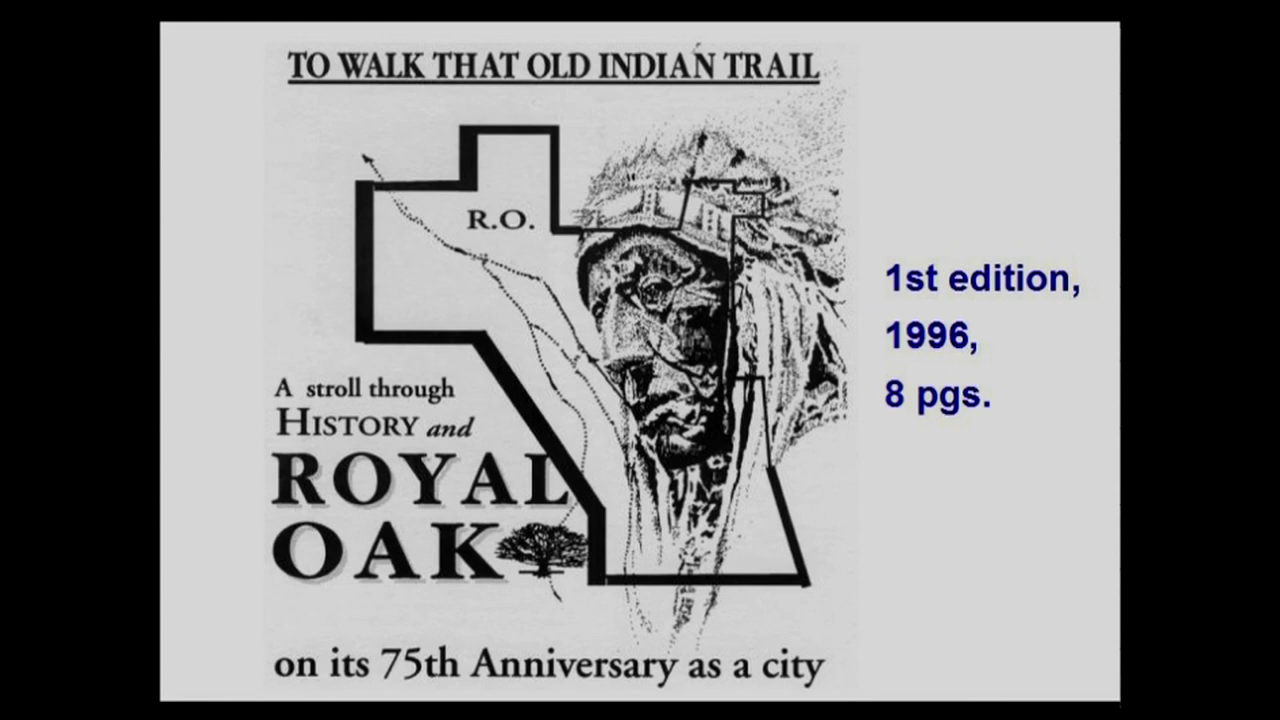 TO WALK THAT OLD INDIAN TRAIL
R.O.
A stroll through
HISTORY and
ROYAL
OAK
on its 75th Anniversary as a city
1st edition,
1996,
8 pgs.